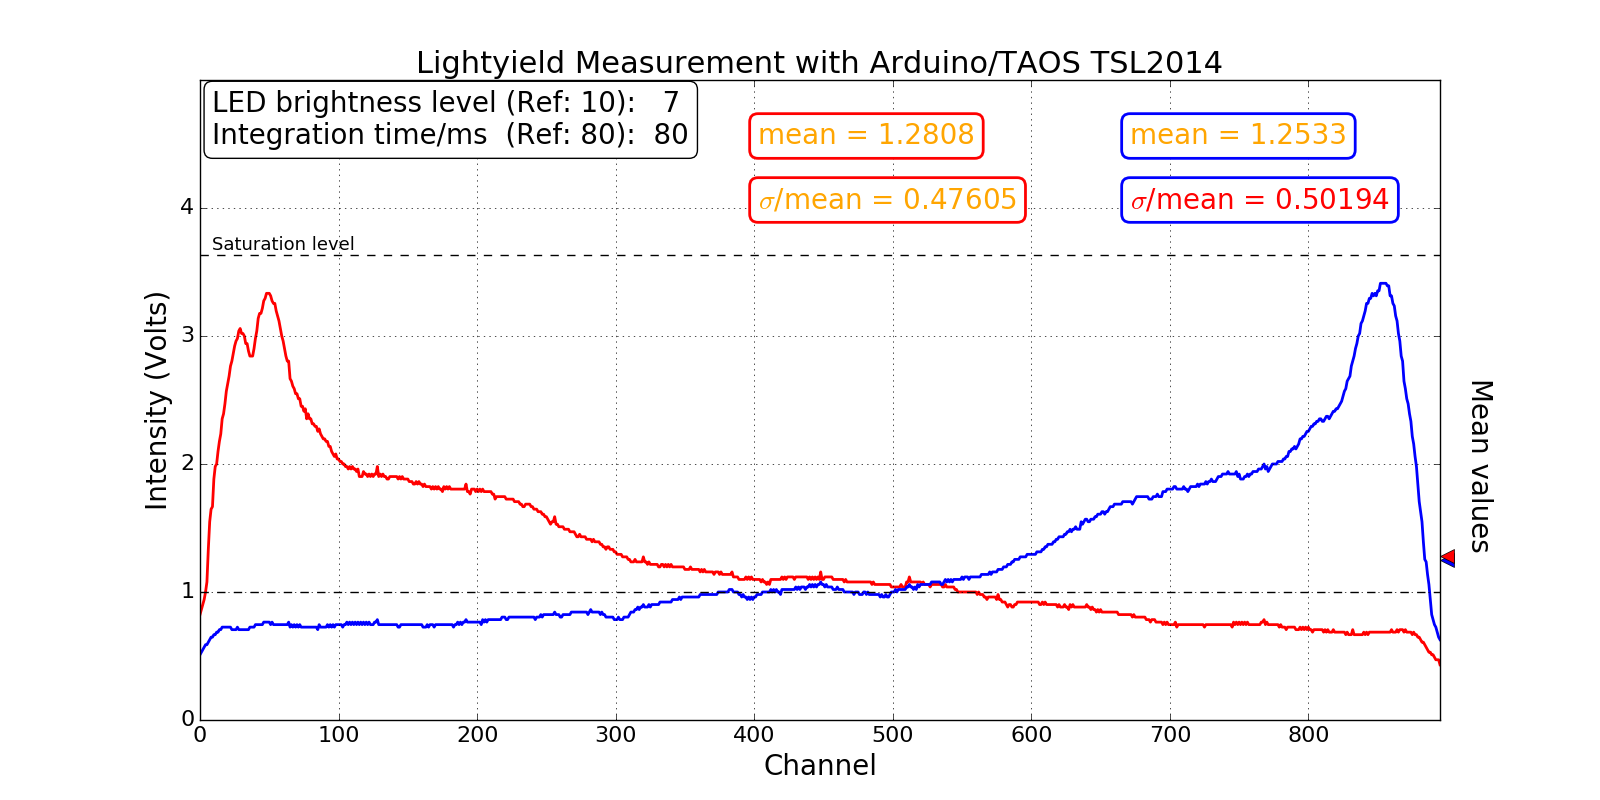 Lightyield Measurement with Arduino/TAOS TSL2014
LED brightness level (Ref: 10):   7
Integration time/ms  (Ref: 80):  80
mean = 1.2808
mean = 1.2533
σ/mean = 0.47605
σ/mean = 0.50194
Saturation level
4
3
2
1
0
Intensity (Volts)
Mean values
0 100 200 300 400 500 600 700 800
Channel